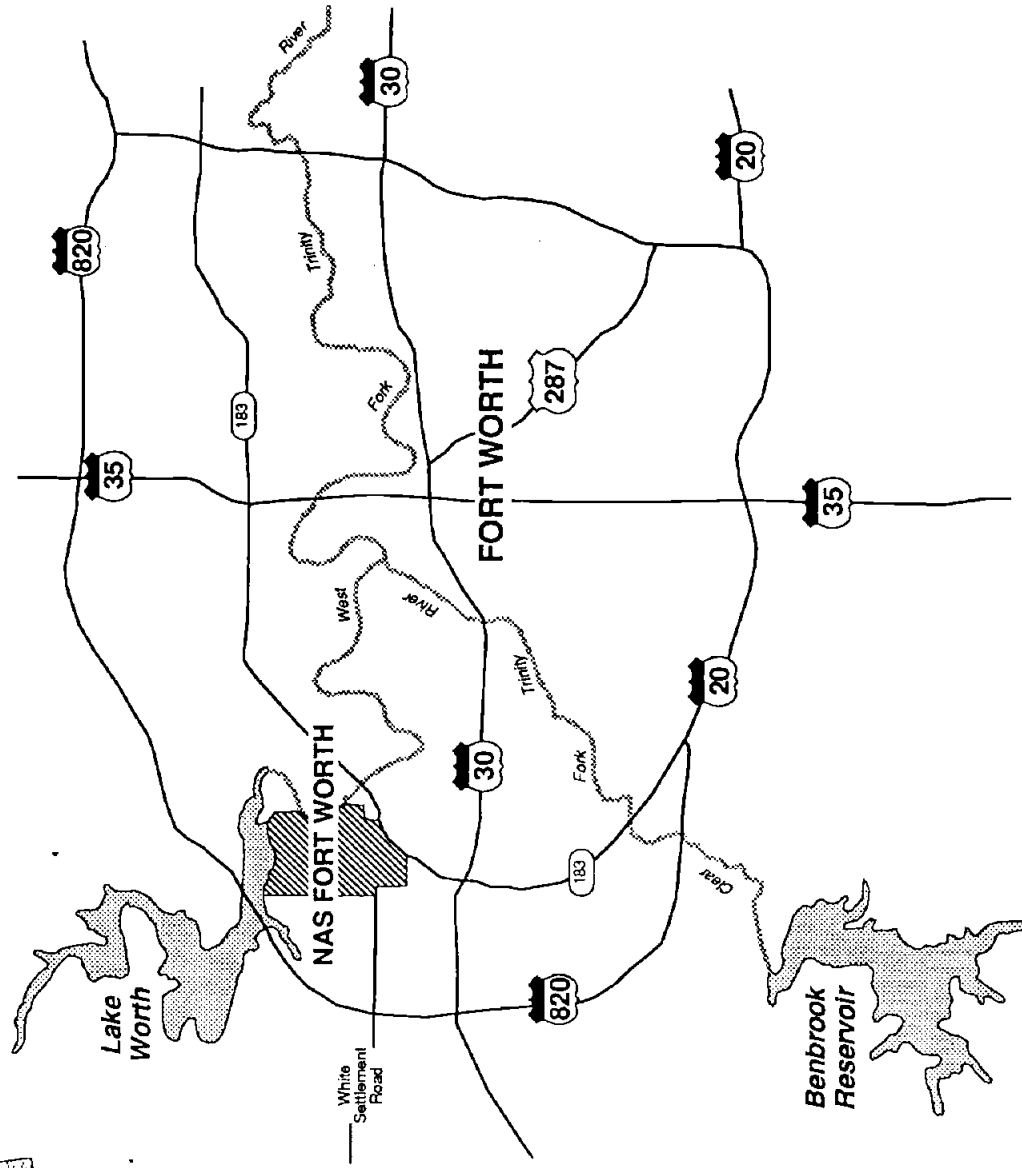 820
35
183
30
River
Trinity
Fork
West
River
Trinity
Fork
Clear
FORT WORTH
287
20
35
20
30
183
820
NAS FORT WORTH
Lake
Worth
White
Settlement
Road
Benbrook
Reservoir